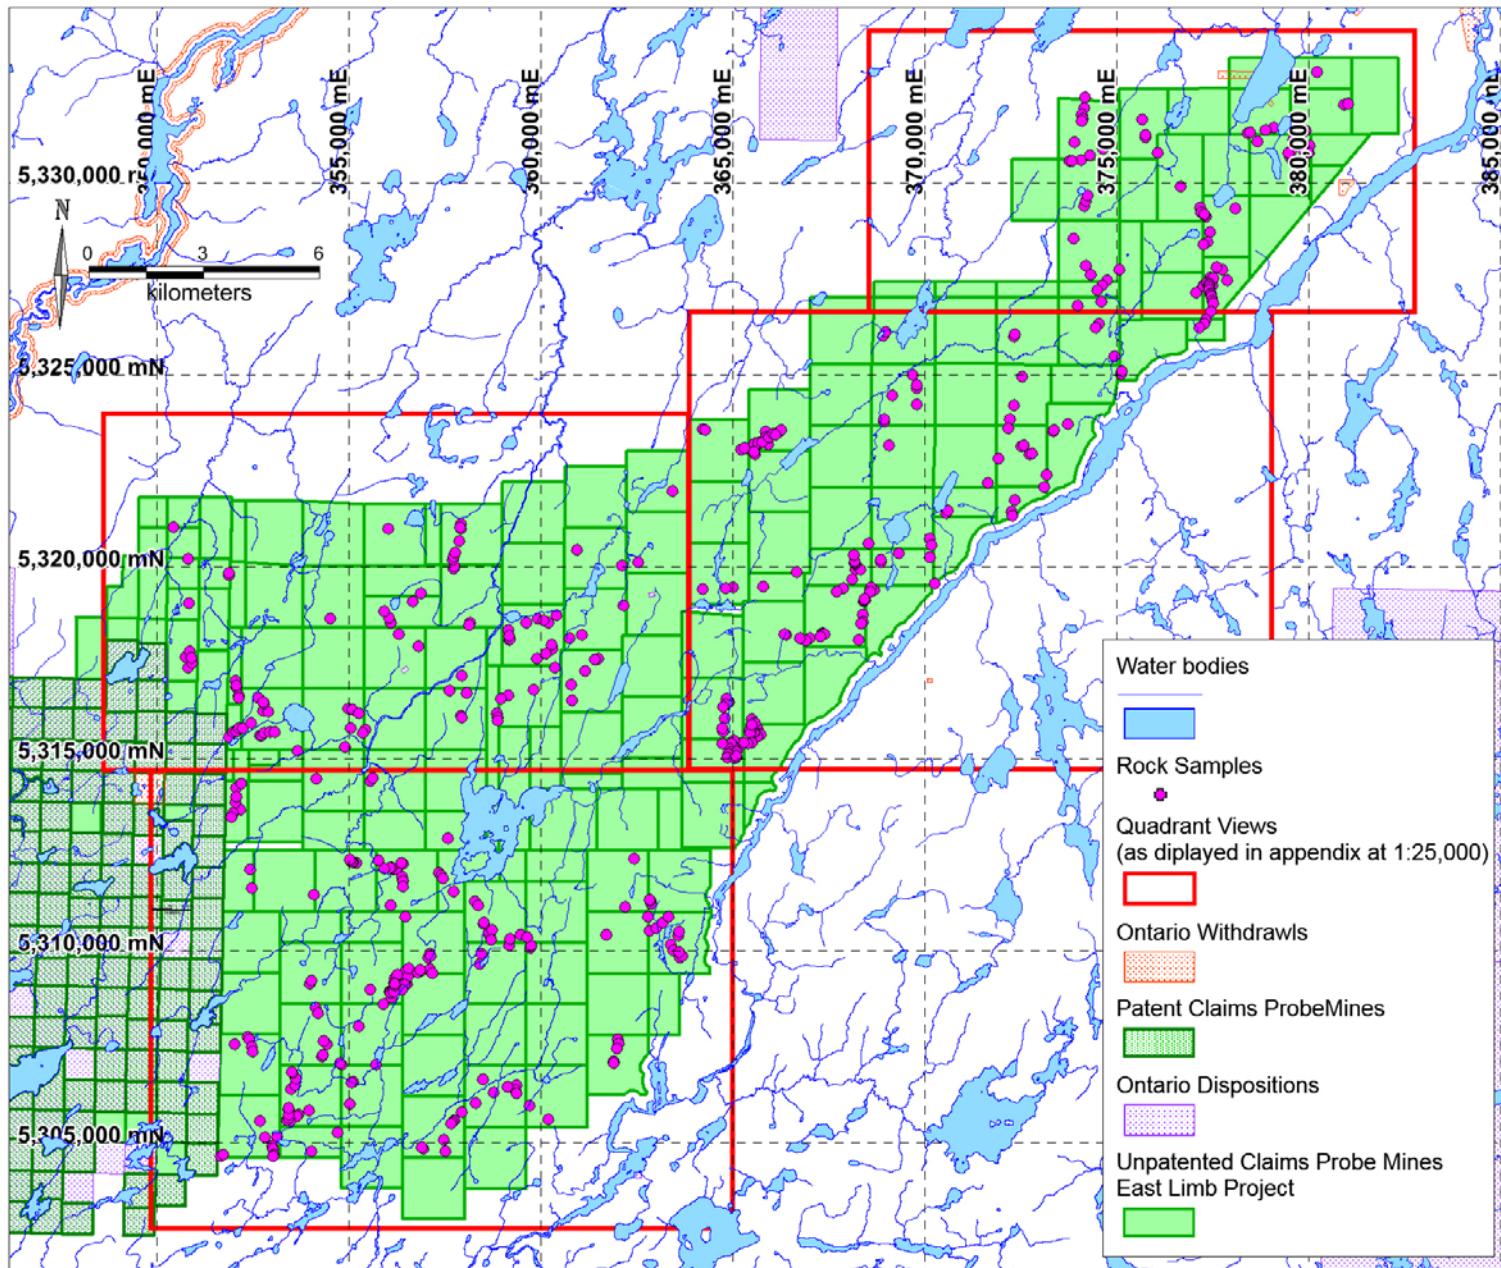 350,000 mE
355,000 mE
360,000 mE
365,000 mE
370,000 mE
375,000 mE
380,000 mE
385,000 mE
5,330,000 m
N
0 3 6
kilometers
5,325,000 mN
5,320,000 mN
5,315,000 mN
5,310,000 mN
5,305,000 mN
Water bodies
Rock Samples
Quadrant Views
(as diplayed in appendix at 1:25,000)
Ontario Withdrawls
Patent Claims ProbeMines
Ontario Dispositions
Unpatented Claims Probe Mines
East Limb Project